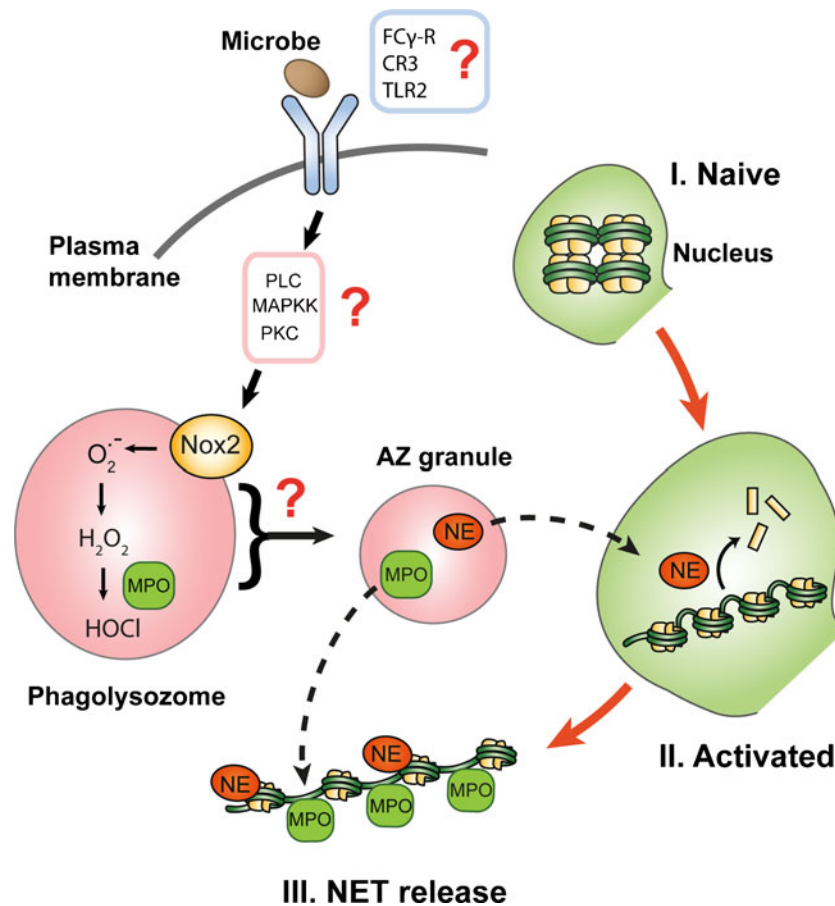 Microbe
FCγ-R
CR3
TLR2
?
I. Naive
Nucleus
Plasma
membrane
PLC
MAPKK
PKC
?
Nox2
O₂·⁻
H₂O₂
MPO
HOCl
?
AZ granule
NE
MPO
NE
Phagolysozome
II. Activated
NE
NE
MPO
MPO
MPO
III. NET release